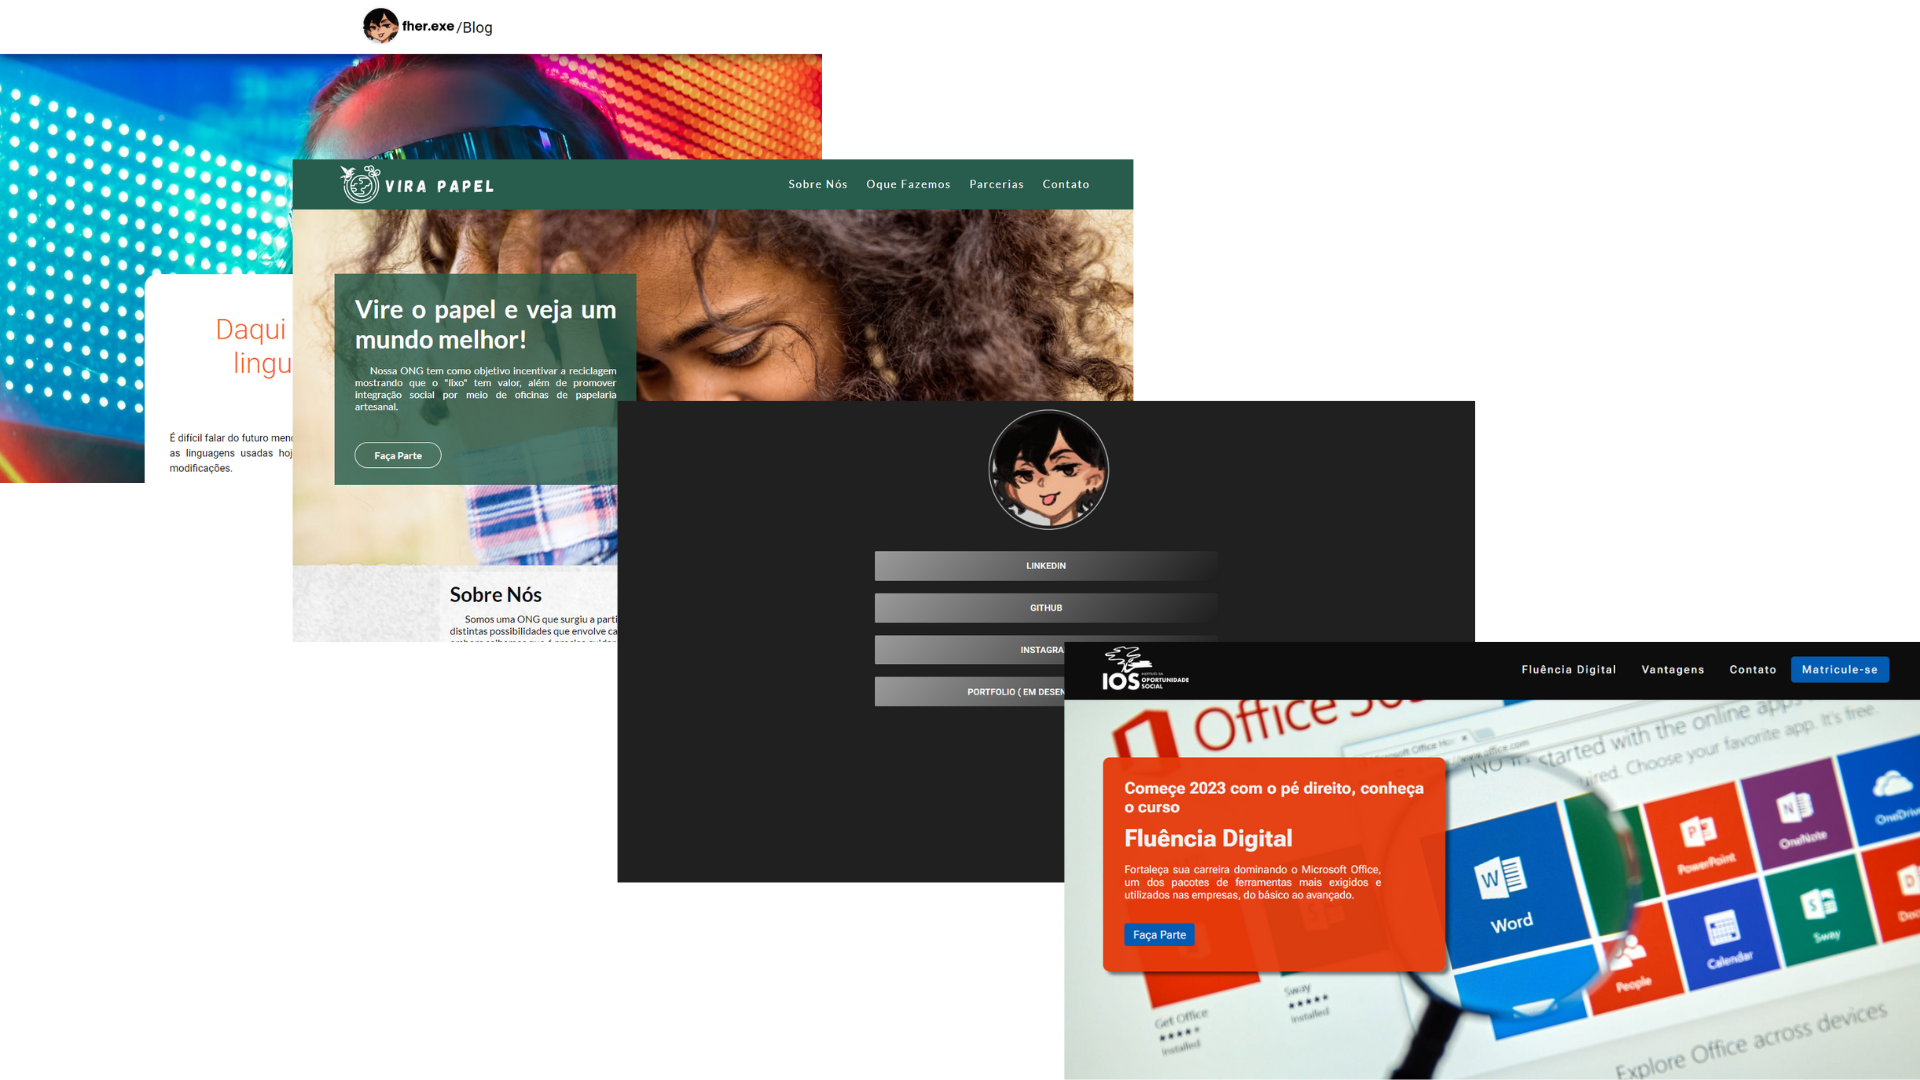 fher.exe /Blog
Daqui
lingu
É difícil falar do futuro
as linguagens usadas
modificações.
VIRA PAPEL
Sobre Nós Oque Fazemos Parcerias Contato
Vire o papel e veja um
mundo melhor!
Nossa ONG tem como objetivo incentivar a reciclagem
mostrando que o "lixo" tem valor, além de promover
integração social por meio de oficinas de papelaria
artesanal.
Faça Parte
Sobre Nós
Somos uma ONG que surgiu a parti
distintas possibilidades que envolve ca
LINKEDIN
GITHUB
INSTAGRA
PORTFOLIO ( EM DESEN
IOS
OPORTUNIDADE
SOCIAL
Fluência Digital Vantagens Contato Matricule-se
Começe 2023 com o pé direito, conheça
o curso
Fluência Digital
Fortaleça sua carreira dominando o Microsoft Office,
um dos pacotes de ferramentas mais exigidos e
utilizados nas empresas, do básico ao avançado.
Faça Parte
Office
started with the online apps
Choose your favorite app. It's free.
Word
PowerPoint
OneNote
OneDriv
People
Calendar
Sway
Get Office
Installed
Sway
Installed
Explore Office across devices